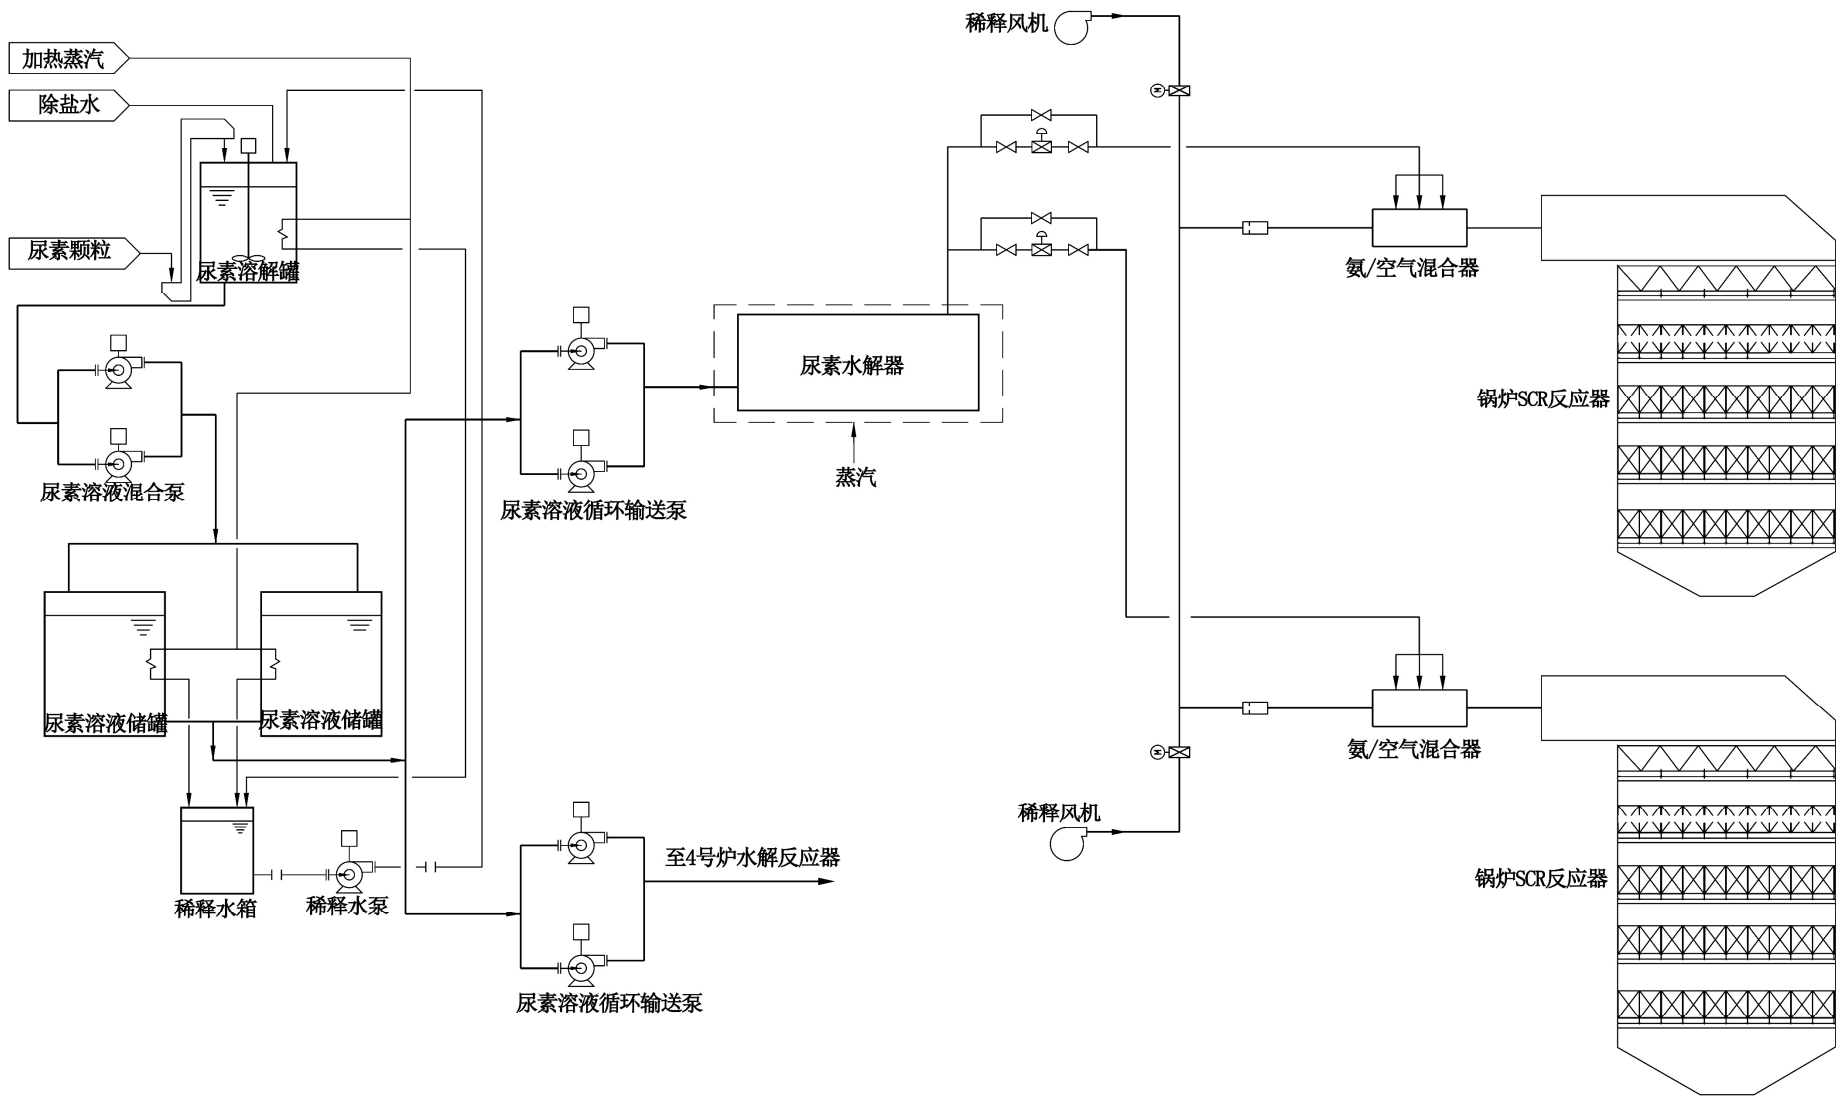 稀释风机
加热蒸汽
除盐水
尿素颗粒
尿素溶解罐
氨/空气混合器
尿素水解器
锅炉SCR反应器
蒸汽
尿素溶液混合泵
尿素溶液循环输送泵
尿素溶液储罐
尿素溶液储罐
氨/空气混合器
稀释风机
至4号炉水解反应器
锅炉SCR反应器
稀释水箱
稀释水泵
尿素溶液循环输送泵